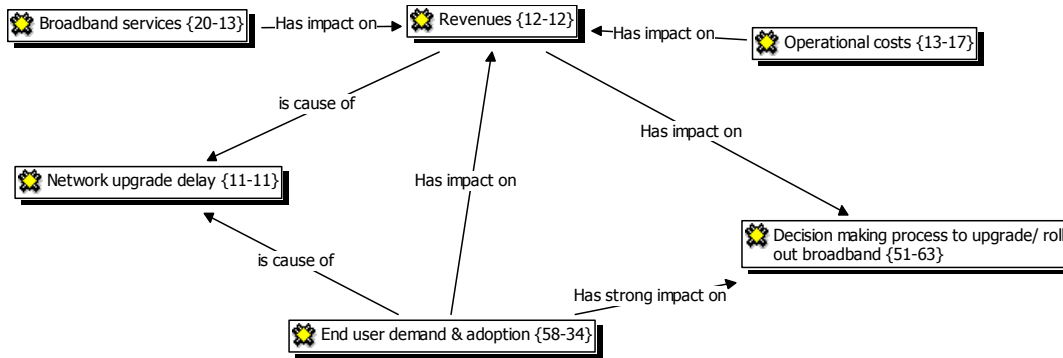 Broadband services {20-13}
Has impact on
Revenues {12-12}
Has impact on
Operational costs {13-17}
is cause of
Has impact on
Network upgrade delay {11-11}
Has impact on
Decision making process to upgrade/ roll
out broadband {51-63}
is cause of
Has strong impact on
End user demand & adoption {58-34}